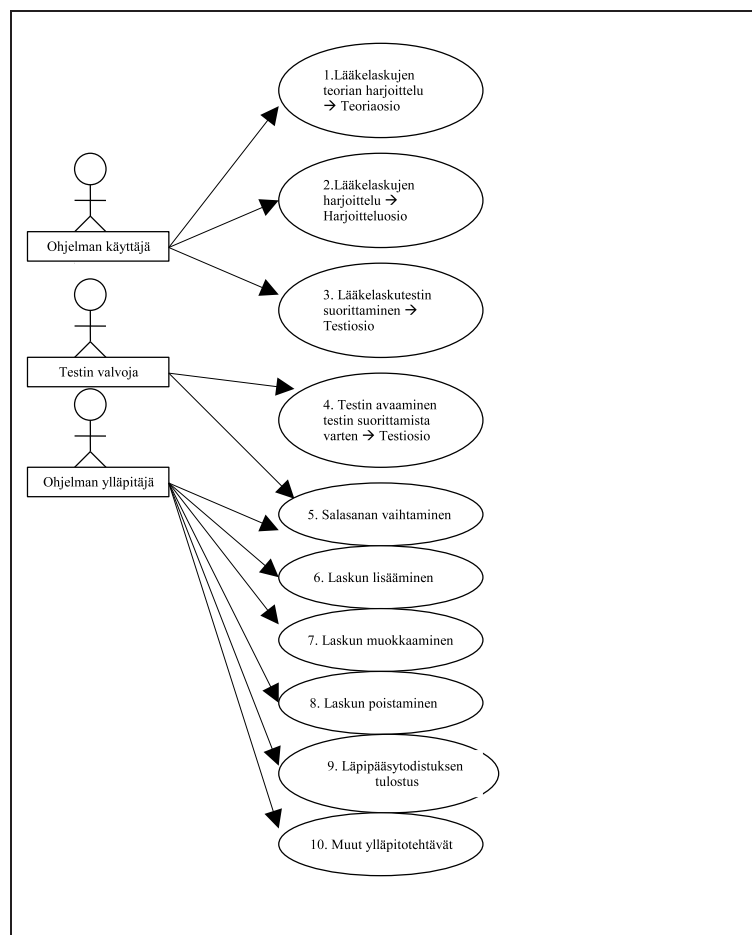 1.Lääkelaskujen
teorian harjoittelu
→ Teoriaosio
2.Lääkelaskujen
harjoittelu →
Harjoitteluosio
Ohjelman käyttäjä
3. Lääkelaskutestin
suorittaminen →
Testiosio
Testin valvoja
4. Testin avaaminen
testin suorittamista
varten → Testiosio
Ohjelman ylläpitäjä
5. Salasanan vaihtaminen
6. Laskun lisääminen
7. Laskun muokkaaminen
8. Laskun poistaminen
9. Läpipääsytodistuksen
tulostus
10. Muut ylläpitotehtävät